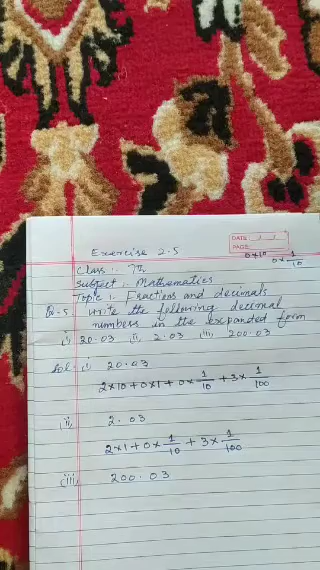 DATE: / /
PAGE:
Exercise 2.5
0×10 0×1/10
Class: 7th
Subject: Mathematics
Topic 1. Fractions and decimals
Q.5 Write the following decimal
numbers in the expanded form
i) 20.03 ii) 2.03 iii) 200.03
Sol: i) 20.03
2×10+0×1+0×1/10+3×1/100
ii) 2.03
2×1+0×1/10+3×1/100
iii) 200.03